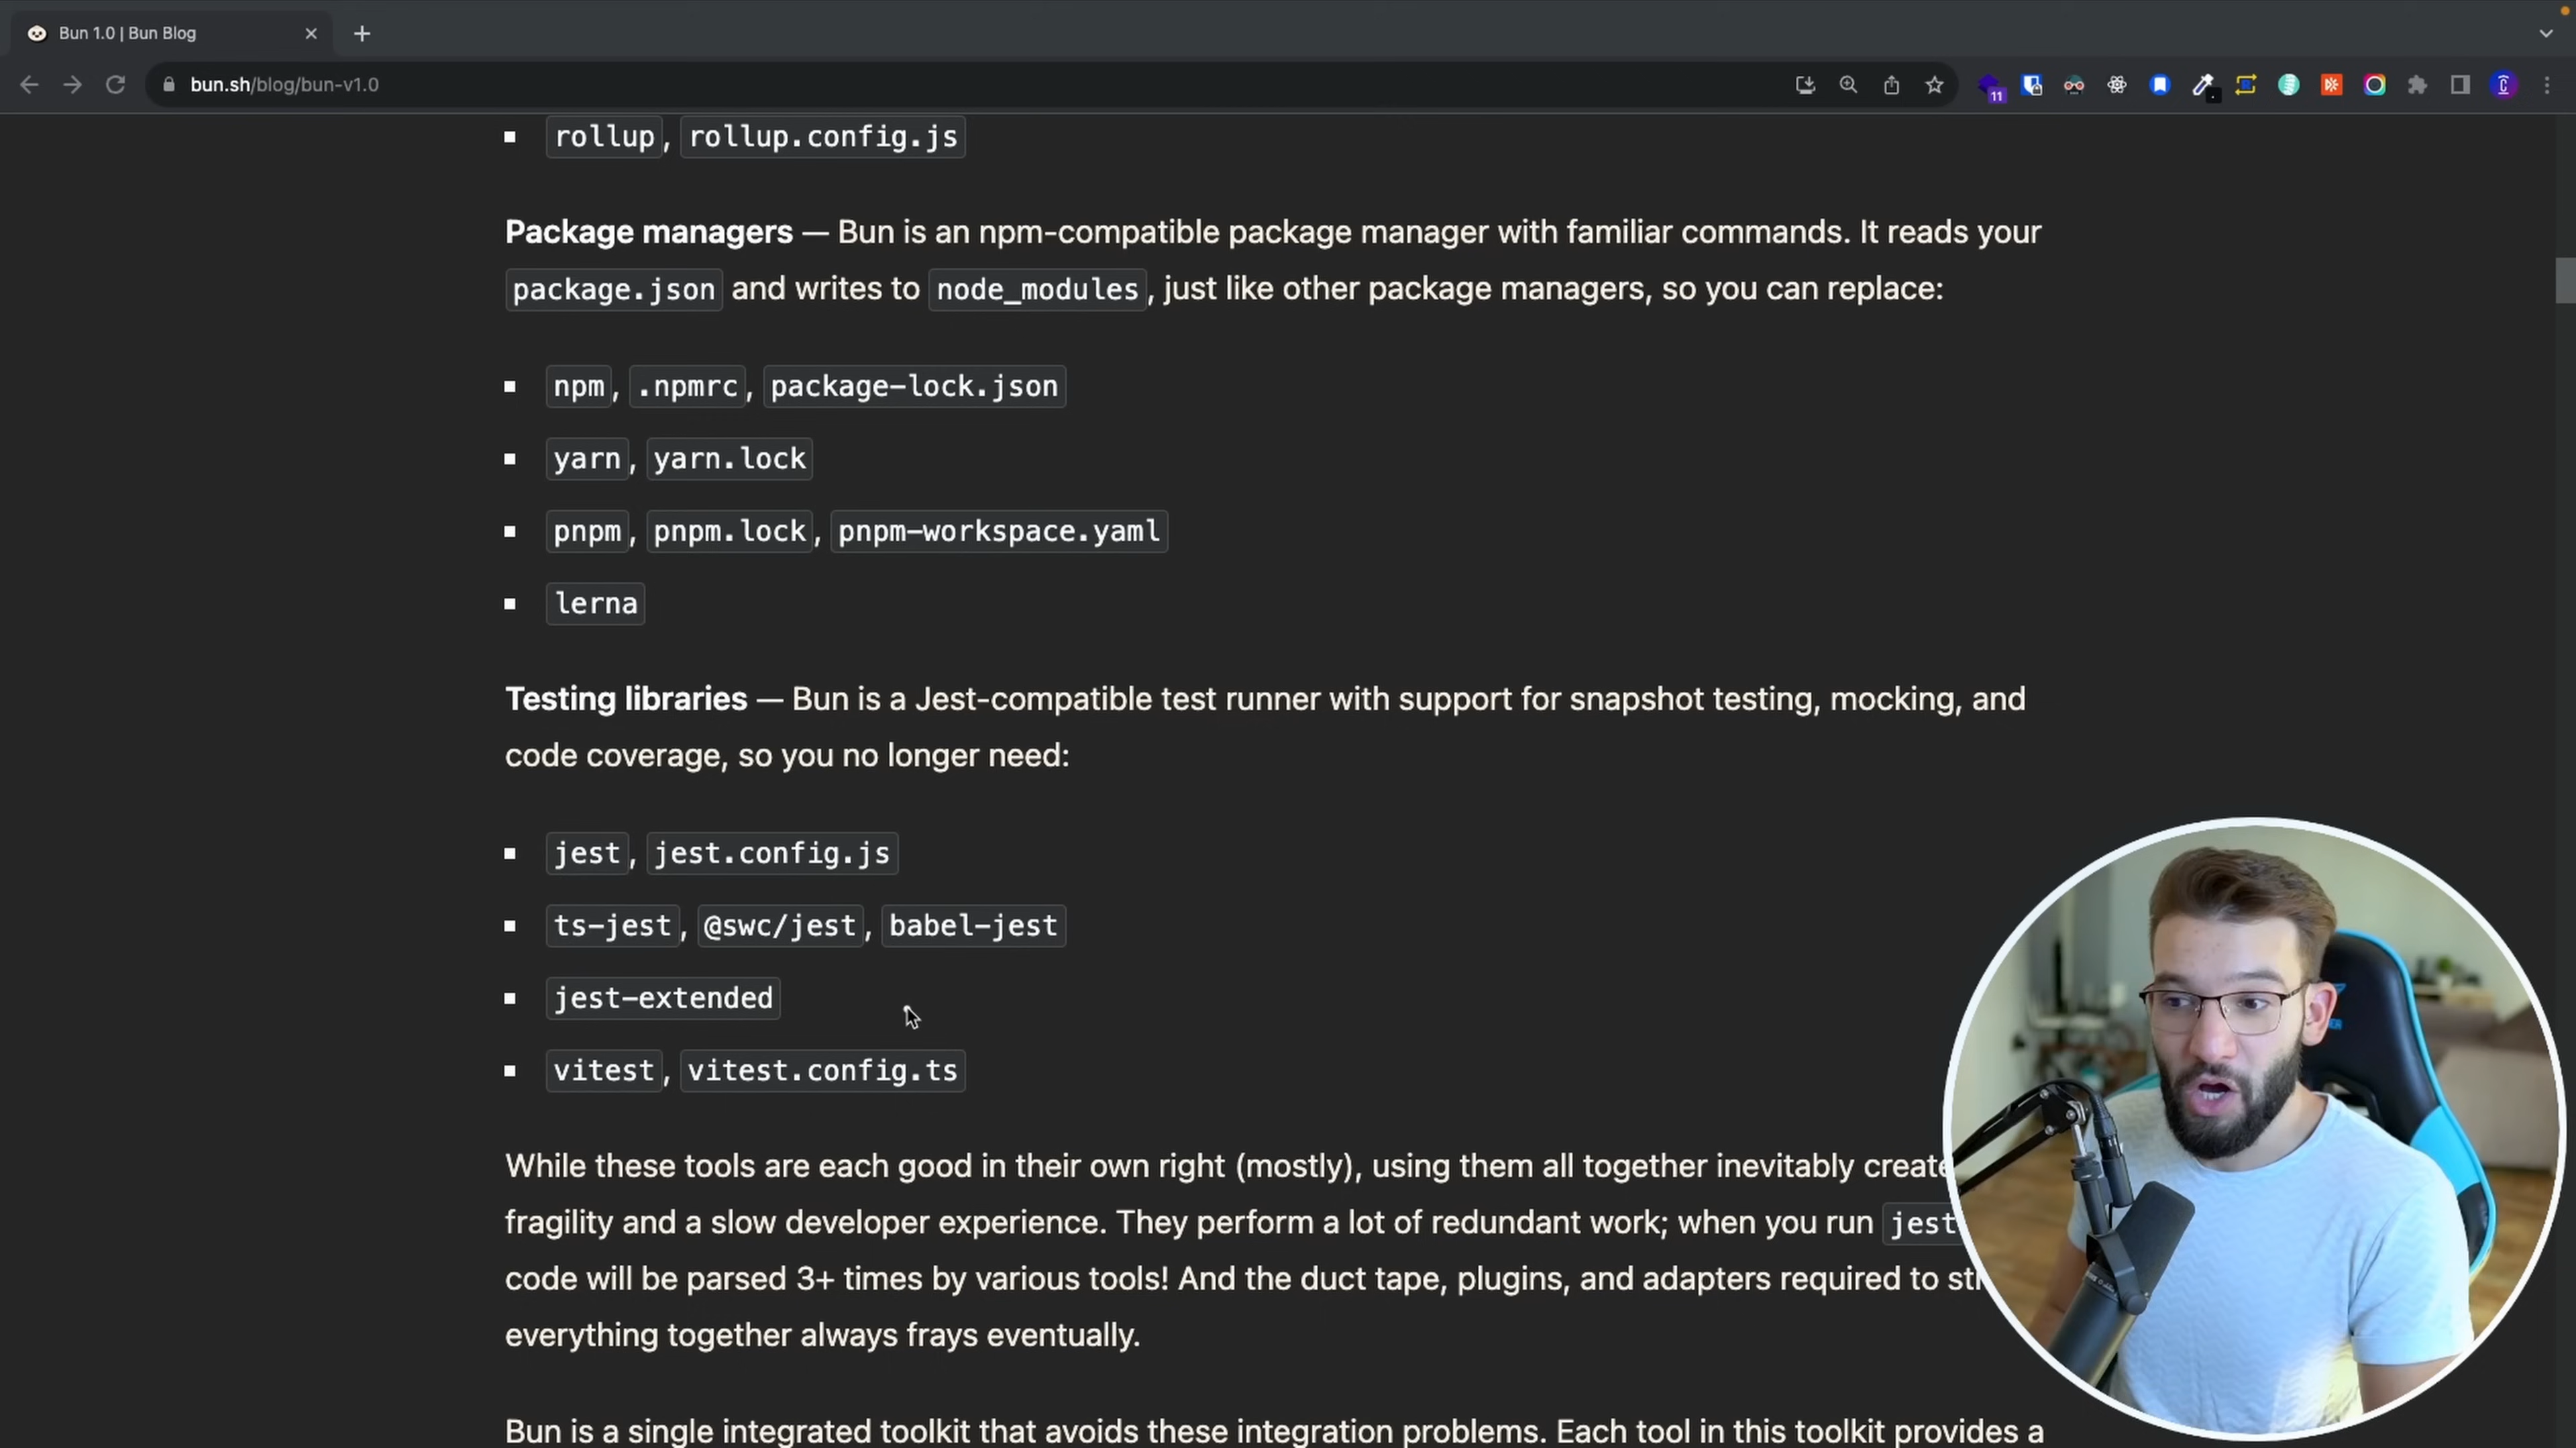 Bun 1.0 | Bun Blog
bun.sh/blog/bun-v1.0
11
rollup, rollup.config.js
Package managers — Bun is an npm-compatible package manager with familiar commands. It reads your
package.json and writes to node_modules, just like other package managers, so you can replace:
npm, .npmrc, package-lock.json
yarn, yarn.lock
pnpm, pnpm.lock, pnpm-workspace.yaml
lerna
Testing libraries — Bun is a Jest-compatible test runner with support for snapshot testing, mocking, and
code coverage, so you no longer need:
jest, jest.config.js
ts-jest, @swc/jest, babel-jest
jest-extended
vitest, vitest.config.ts
While these tools are each good in their own right (mostly), using them all together inevitably create
fragility and a slow developer experience. They perform a lot of redundant work; when you run jest
code will be parsed 3+ times by various tools! And the duct tape, plugins, and adapters required to
everything together always frays eventually.
Bun is a single integrated toolkit that avoids these integration problems. Each tool in this toolkit provides a